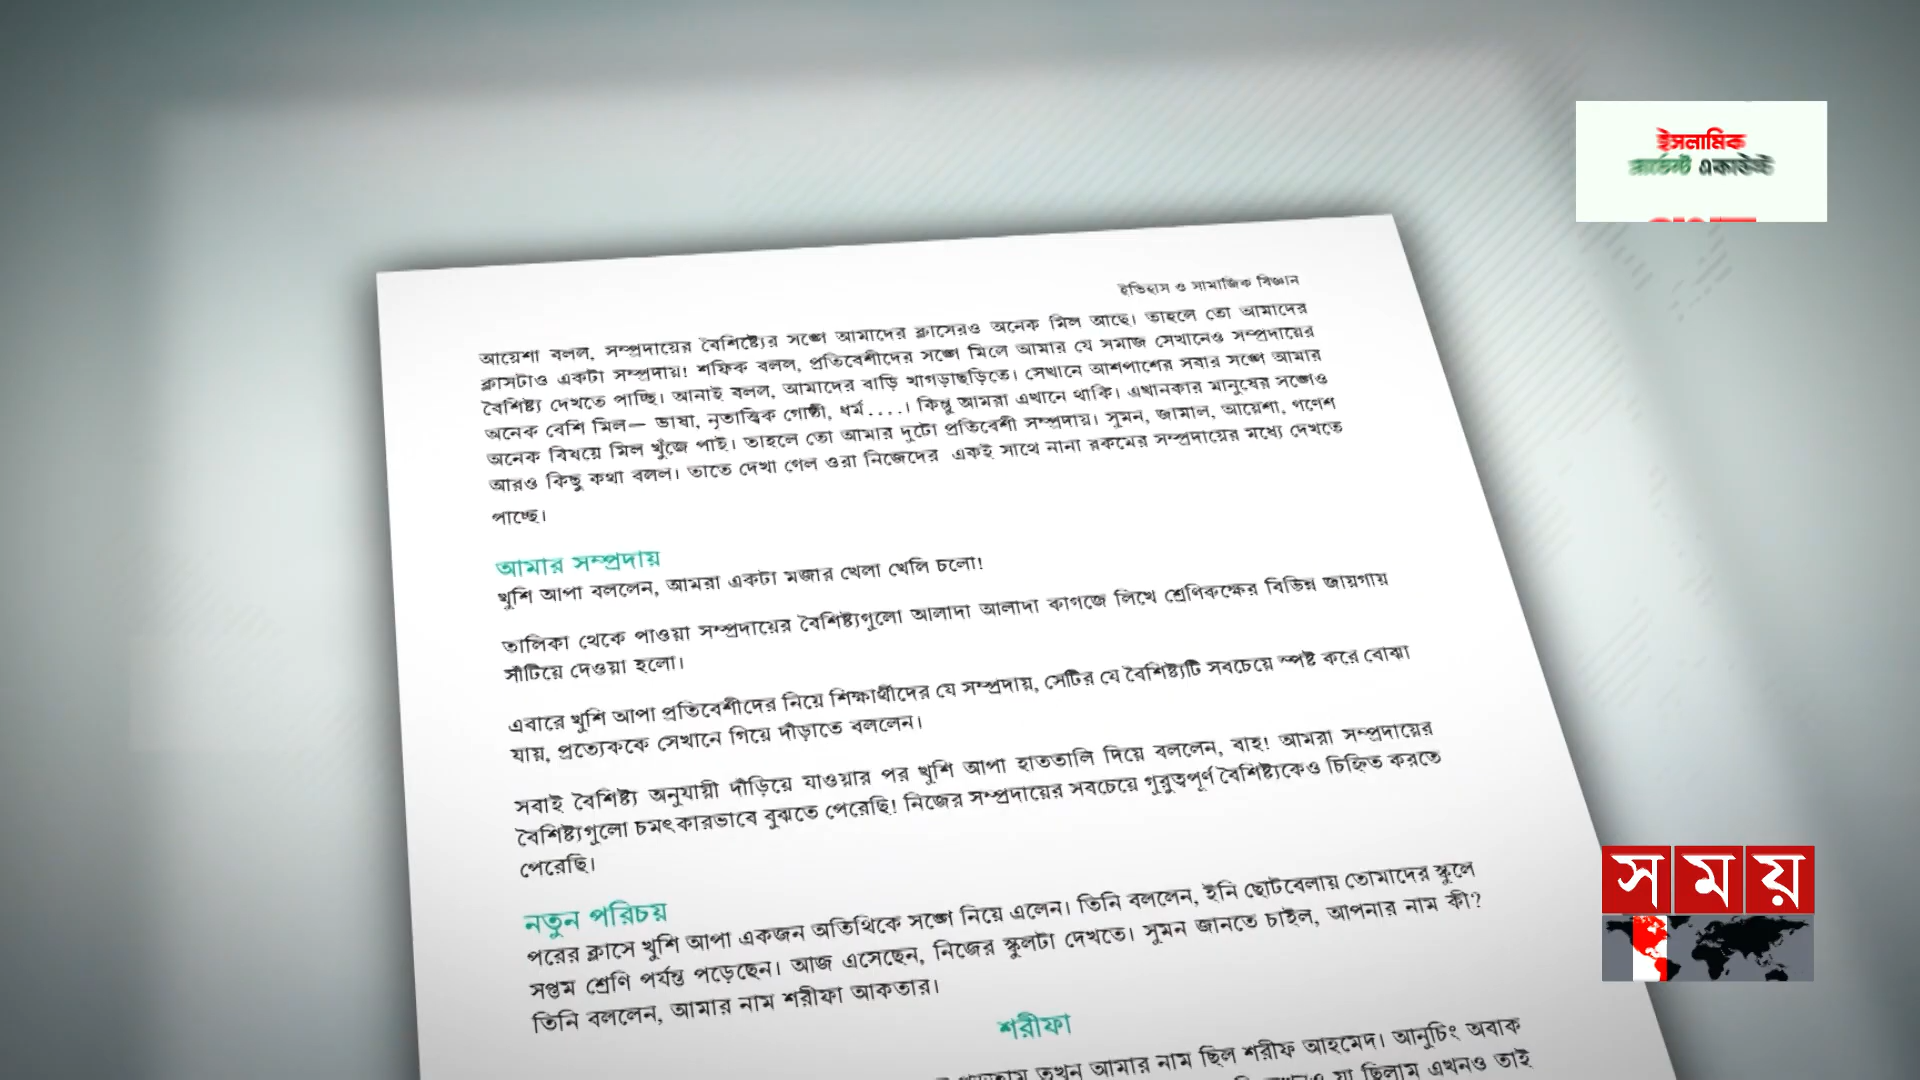 ইসলামিক
একাউন্ট
ইতিহাস ও সামাজিক বিজ্ঞান
আয়েশা বলল, সম্প্রদায়ের বৈশিষ্ট্যের সঙ্গে আমাদের ক্লাসেরও অনেক মিল আছে। তাহলে তো আমাদের
ক্লাসটাও একটা সম্প্রদায়! শফিক বলল, প্রতিবেশীদের সঙ্গে মিলে আমার যে সমাজ সেখানেও সম্প্রদায়ের
বৈশিষ্ট্য দেখতে পাচ্ছি। আনাই বলল, আমাদের বাড়ি খাগড়াছড়িতে। সেখানে আশপাশের সবার সঙ্গে আমার
অনেক বেশি মিল— ভাষা, নৃতাত্ত্বিক গোষ্ঠী, ধর্ম....। কিন্তু আমরা এখানে থাকি। এখানকার মানুষের সঙ্গেও
অনেক বিষয়ে মিল খুঁজে পাই। তাহলে তো আমার দুটো প্রতিবেশী সম্প্রদায়। সুমন, জামাল, আয়েশা, গণেশ
আরও কিছু কথা বলল। তাতে দেখা গেল ওরা নিজেদের একই সাথে নানা রকমের সম্প্রদায়ের মধ্যে দেখতে
পাচ্ছে।
আমার সম্প্রদায়
খুশি আপা বললেন, আমরা একটা মজার খেলা খেলি চলো!
তালিকা থেকে পাওয়া সম্প্রদায়ের বৈশিষ্ট্যগুলো আলাদা আলাদা কাগজে লিখে শ্রেণিকক্ষের বিভিন্ন জায়গায়
সাঁটিয়ে দেওয়া হলো।
এবারে খুশি আপা প্রতিবেশীদের নিয়ে শিক্ষার্থীদের যে সম্প্রদায়, সেটির যে বৈশিষ্ট্যটি সবচেয়ে স্পষ্ট করে বোঝা
যায়, প্রত্যেককে সেখানে গিয়ে দাঁড়াতে বললেন।
সবাই বৈশিষ্ট্য অনুযায়ী দাঁড়িয়ে যাওয়ার পর খুশি আপা হাততালি দিয়ে বললেন, বাহ! আমরা সম্প্রদায়ের
বৈশিষ্ট্যগুলো চমৎকারভাবে বুঝতে পেরেছি! নিজের সম্প্রদায়ের সবচেয়ে গুরুত্বপূর্ণ বৈশিষ্ট্যকেও চিহ্নিত করতে
পেরেছি।
নতুন পরিচয়
পরের ক্লাসে খুশি আপা একজন অতিথিকে সঙ্গে নিয়ে এলেন। তিনি বললেন, ইনি ছোটবেলায় তোমাদের স্কুলে
সপ্তম শ্রেণি পর্যন্ত পড়েছেন। আজ এসেছেন, নিজের স্কুলটা দেখতে। সুমন জানতে চাইল, আপনার নাম কী?
তিনি বললেন, আমার নাম শরীফা আকতার।
শরীফা
তখন আমার নাম ছিল শরীফ আহমেদ। আনুচিং অবাক
যা ছিলাম এখনও তাই
সময়